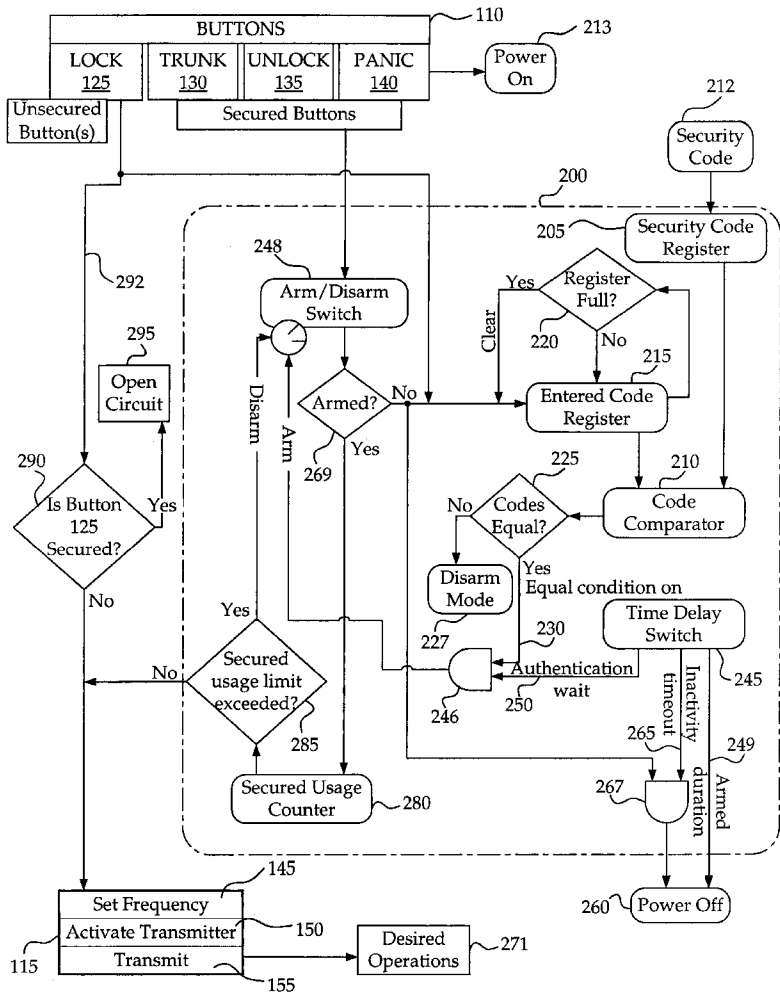 BUTTONS
110
LOCK
125
TRUNK
130
UNLOCK
135
PANIC
140
213
Power
On
Unsecured
Button(s)
Secured Buttons
212
Security
Code
200
292
248
Arm/Disarm
Switch
205
Security Code
Register
Yes
Register
Full?
220
No
Clear
215
Entered Code
Register
295
Open
Circuit
Disarm
Arm
Armed?
No
269
Yes
290
Is Button
125
Secured?
Yes
No
225
No
Codes
Equal?
210
Code
Comparator
Yes
Equal condition on
Disarm
Mode
227
230
Time Delay
Switch
245
Yes
No
Secured
usage limit
exceeded?
285
246
Authentication
250
wait
Inactivity
timeout
265
249
Armed
duration
267
Secured Usage
Counter
280
260
Power Off
145
Set Frequency
Activate Transmitter
150
115
Transmit
155
Desired
Operations
271